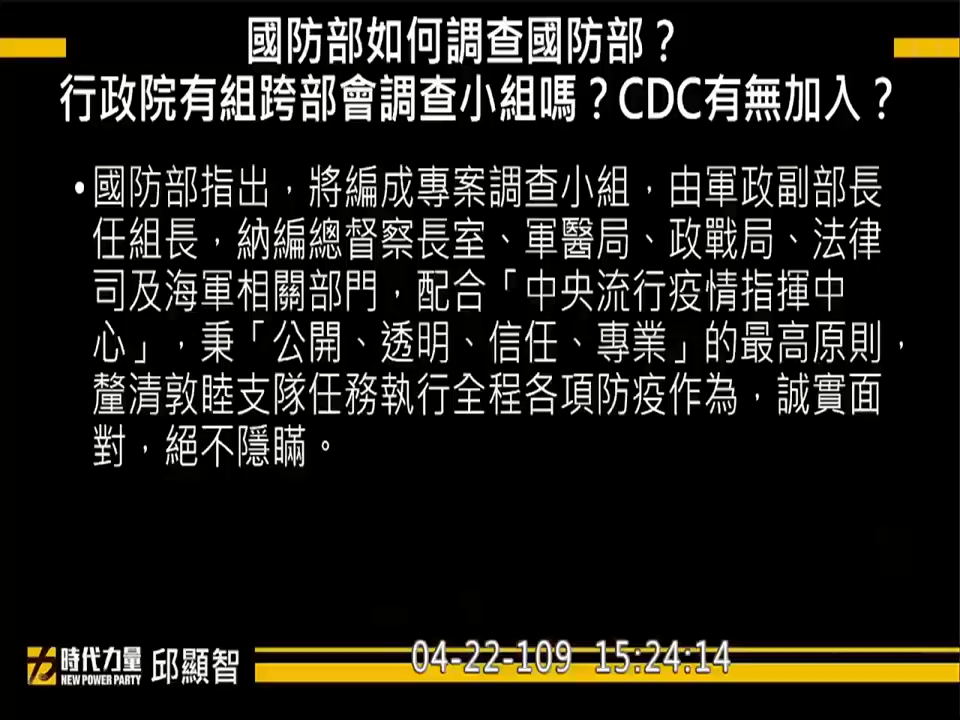 國防部如何調查國防部？
行政院有組跨部會調查小組嗎？CDC有無加入？
•國防部指出，將編成專案調查小組，由軍政副部長
任組長，納編總督察長室、軍醫局、政戰局、法律
司及海軍相關部門，配合「中央流行疫情指揮中
心」，秉「公開、透明、信任、專業」的最高原則，
釐清敦睦支隊任務執行全程各項防疫作為，誠實面
對，絕不隱瞞。
時代力量 邱顯智
NEW POWER PARTY
04-22-109 15:24:14